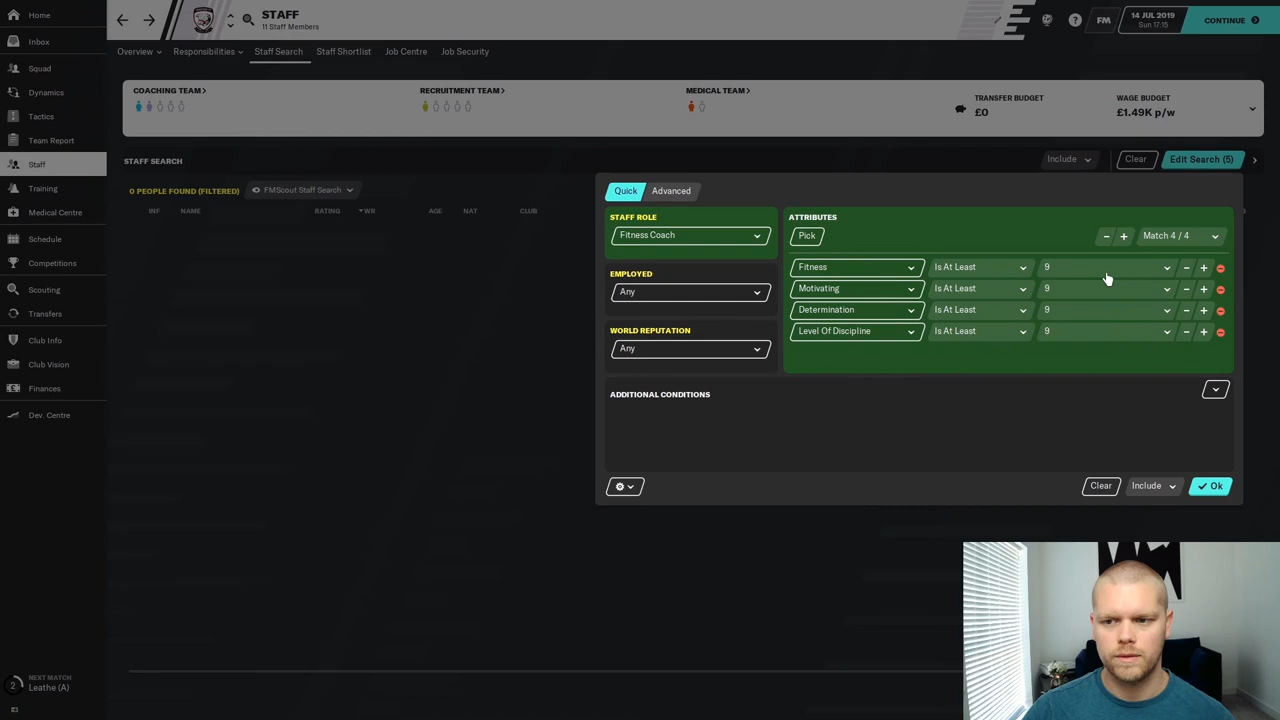 Home
Inbox
Squad
Dynamics
Tactics
Team Report
Staff
Training
Medical Centre
Schedule
Competitions
Scouting
Transfers
Club Info
Club Vision
Finances
Dev. Centre
NEXT MATCH
2 Leathe (A)
STAFF
11 Staff Members
? FM 14 JUL 2019 CONTINUE
Sun 17:15
Overview Responsibilities Staff Search Staff Shortlist Job Centre Job Security
COACHING TEAM > RECRUITMENT TEAM > MEDICAL TEAM > TRANSFER BUDGET WAGE BUDGET
£0 £1.49K p/w
STAFF SEARCH Include Clear Edit Search (5)
0 PEOPLE FOUND (FILTERED) FMScout Staff Search
INF NAME RATING WR AGE NAT CLUB
Quick Advanced
STAFF ROLE
Fitness Coach
EMPLOYED
Any
WORLD REPUTATION
Any
ATTRIBUTES
Pick - + Match 4 / 4
Fitness Is At Least 9 - +
Motivating Is At Least 9 - +
Determination Is At Least 9 - +
Level Of Discipline Is At Least 9 - +
ADDITIONAL CONDITIONS
Clear Include Ok